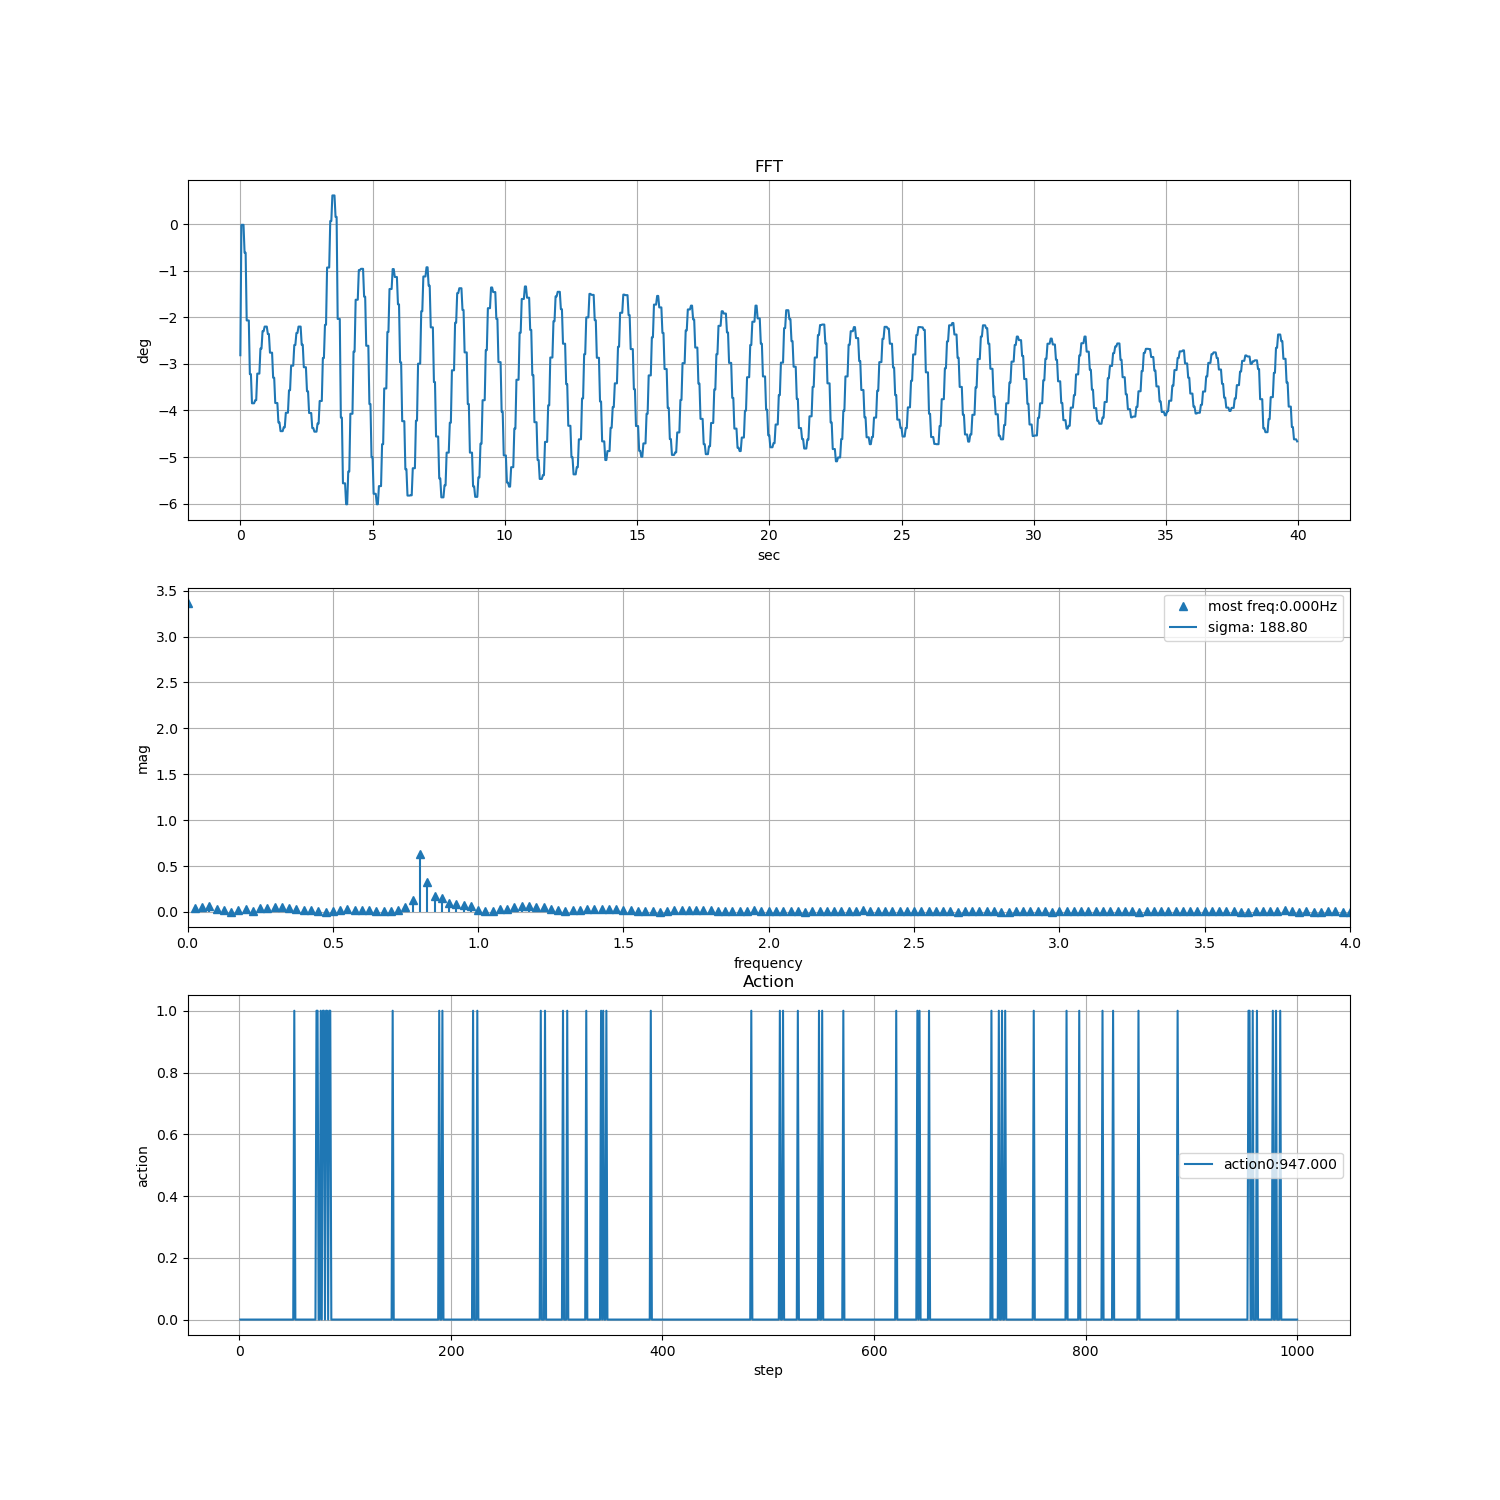 FFT
0
−1
−2
−3
−4
−5
−6
deg
0 5 10 15 20 25 30 35 40
sec
3.5
3.0
2.5
2.0
1.5
1.0
0.5
0.0
mag
most freq:0.000Hz
sigma: 188.80
0.0 0.5 1.0 1.5 2.0 2.5 3.0 3.5 4.0
frequency
Action
1.0
0.8
0.6
0.4
0.2
0.0
action
action0:947.000
0 200 400 600 800 1000
step